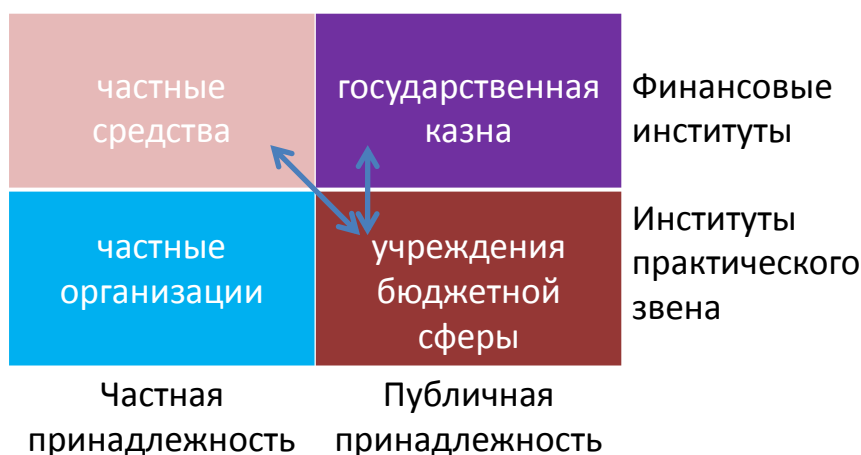 частные
средства
государственная
казна
Финансовые
институты
частные
организации
учреждения
бюджетной
сферы
Институты
практического
звена
Частная
принадлежность
Публичная
принадлежность